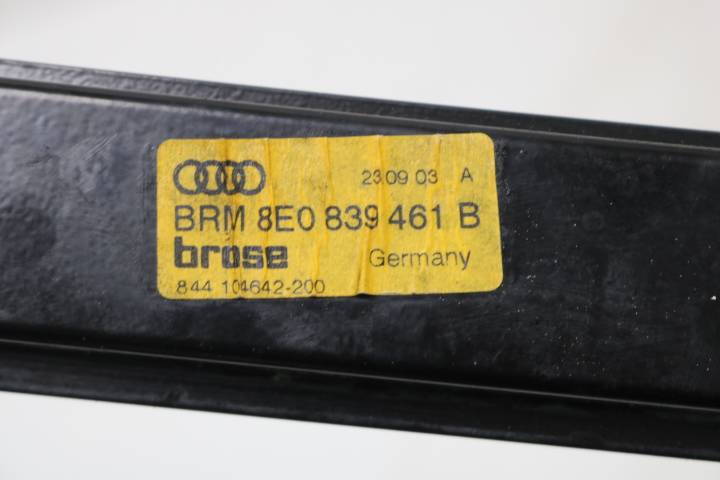 23 09 03 A
BRM 8E0 839 461 B
brose Germany
844 104642-200